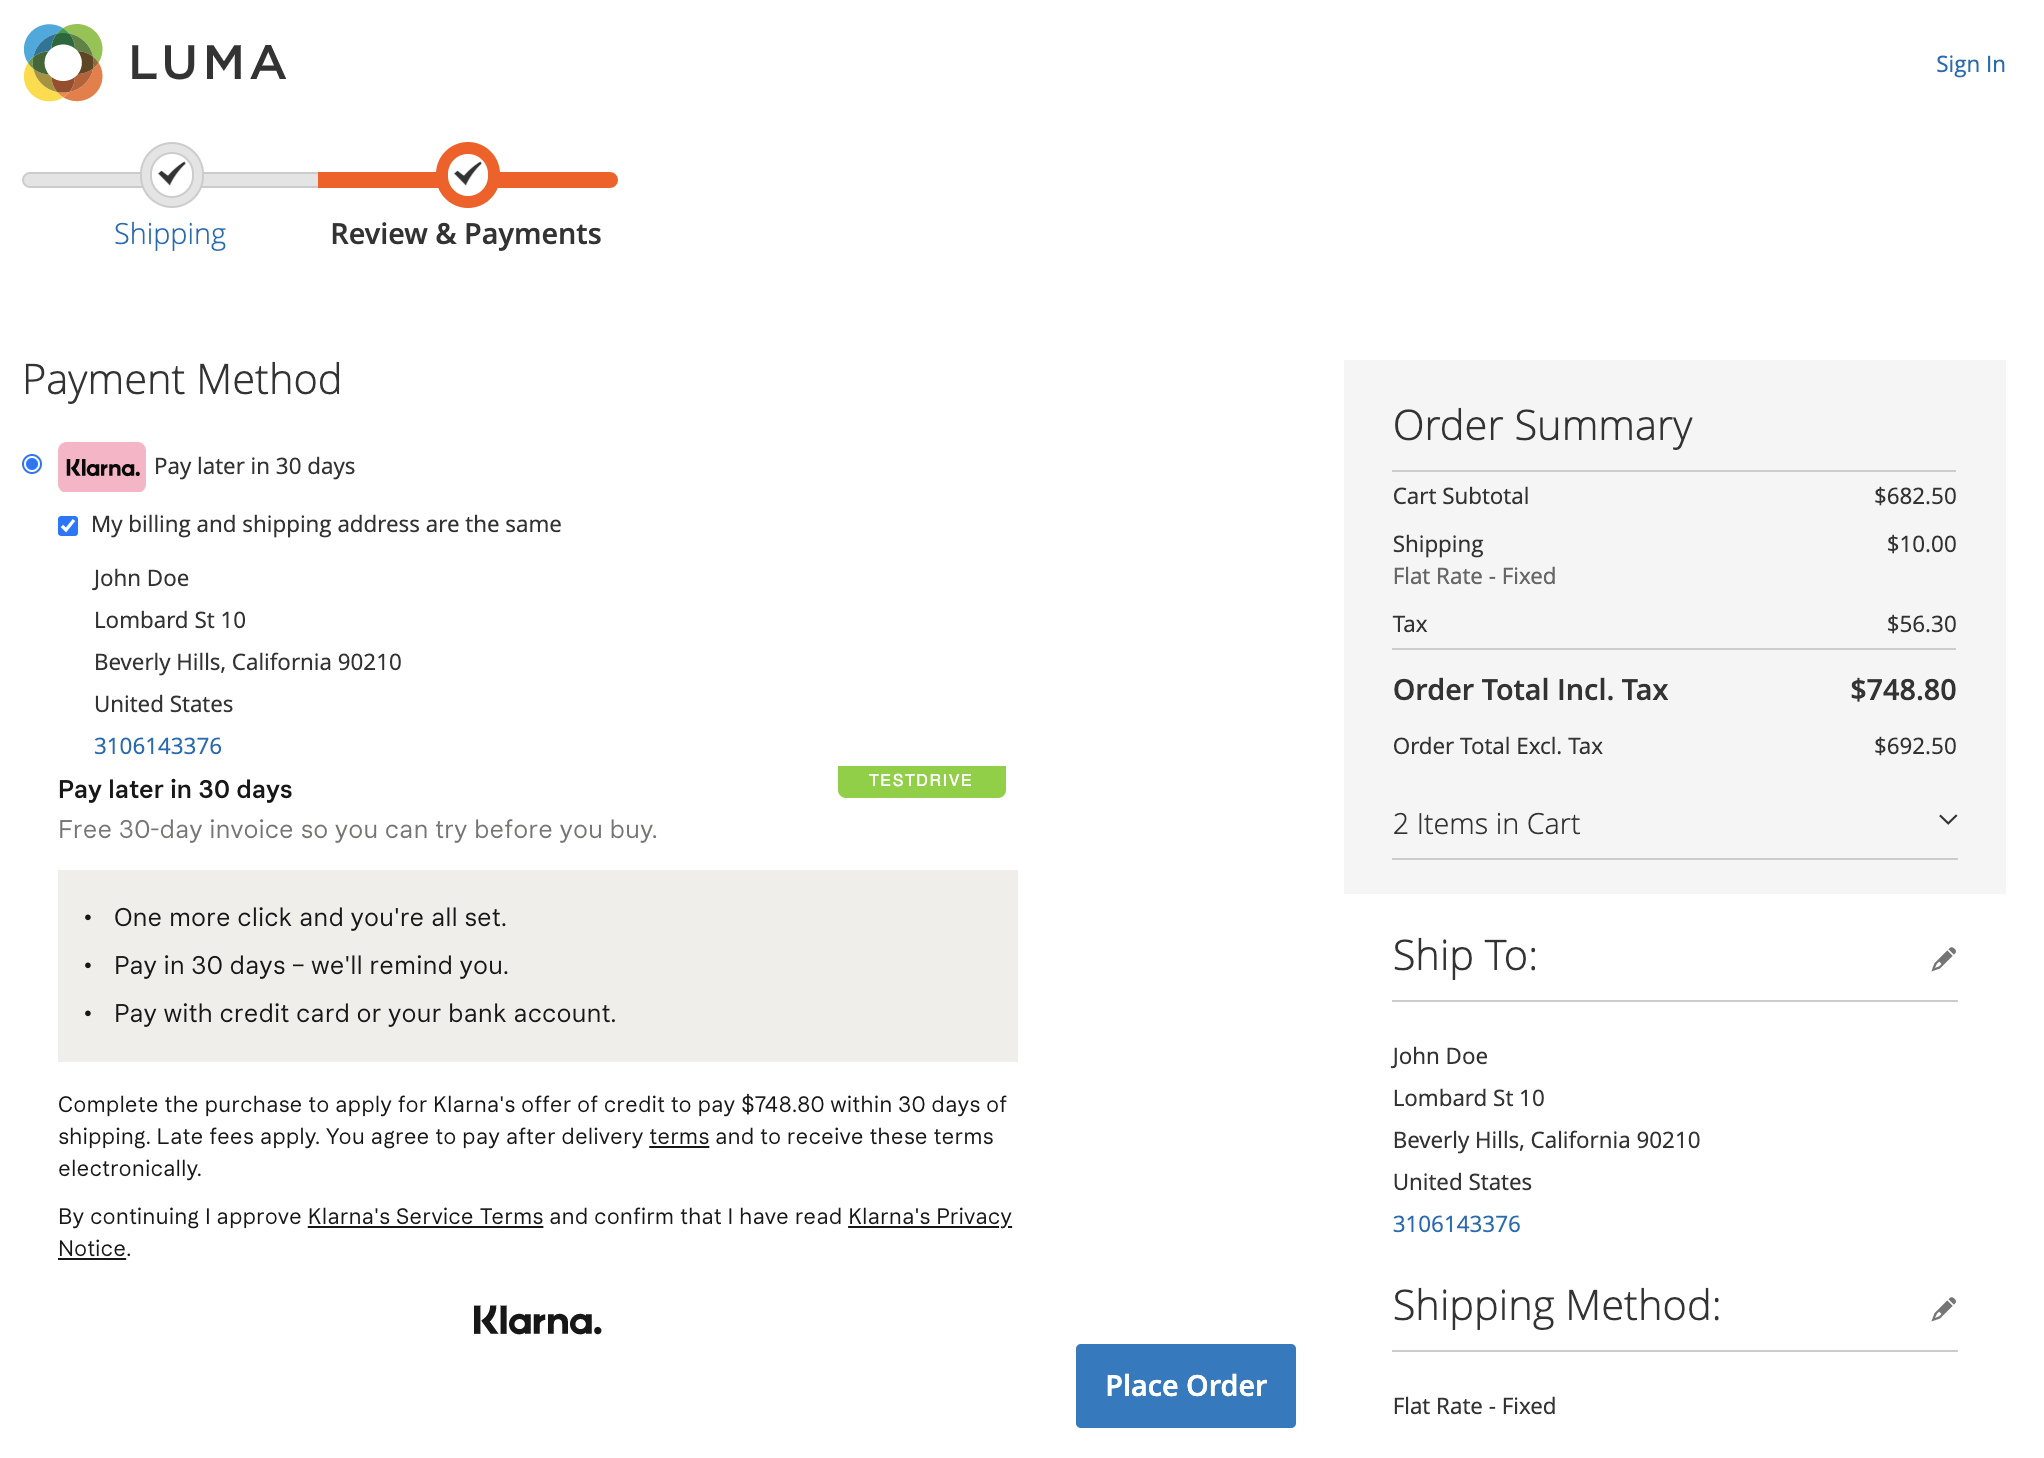 LUMA
Sign In
Shipping
Review & Payments
Payment Method
Klarna. Pay later in 30 days
My billing and shipping address are the same
John Doe
Lombard St 10
Beverly Hills, California 90210
United States
3106143376
Pay later in 30 days
TESTDRIVE
Free 30-day invoice so you can try before you buy.
• One more click and you're all set.
• Pay in 30 days – we'll remind you.
• Pay with credit card or your bank account.
Complete the purchase to apply for Klarna's offer of credit to pay $748.80 within 30 days of
shipping. Late fees apply. You agree to pay after delivery terms and to receive these terms
electronically.
By continuing I approve Klarna's Service Terms and confirm that I have read Klarna's Privacy
Notice.
Klarna.
Place Order
Order Summary
Cart Subtotal $682.50
Shipping $10.00
Flat Rate - Fixed
Tax $56.30
Order Total Incl. Tax $748.80
Order Total Excl. Tax $692.50
2 Items in Cart
Ship To:
John Doe
Lombard St 10
Beverly Hills, California 90210
United States
3106143376
Shipping Method:
Flat Rate - Fixed